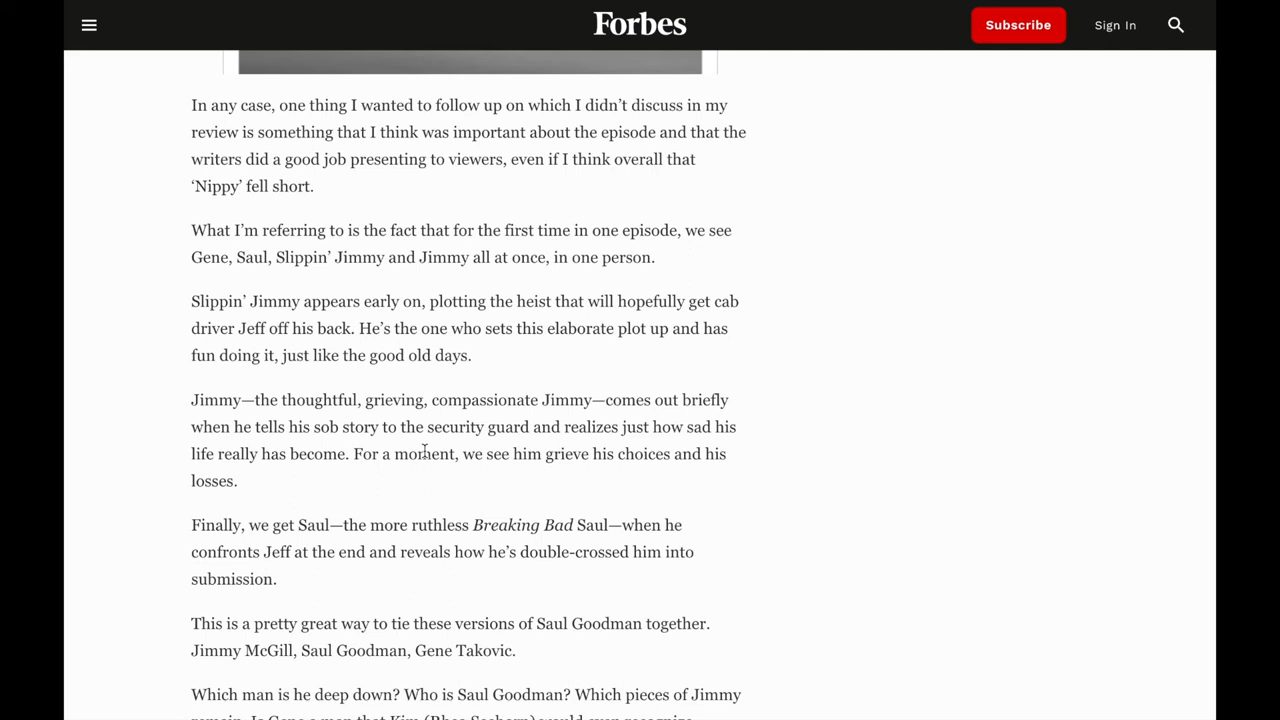 Forbes
Subscribe
Sign In
In any case, one thing I wanted to follow up on which I didn’t discuss in my
review is something that I think was important about the episode and that the
writers did a good job presenting to viewers, even if I think overall that
‘Nippy’ fell short.
What I’m referring to is the fact that for the first time in one episode, we see
Gene, Saul, Slippin’ Jimmy and Jimmy all at once, in one person.
Slippin’ Jimmy appears early on, plotting the heist that will hopefully get cab
driver Jeff off his back. He’s the one who sets this elaborate plot up and has
fun doing it, just like the good old days.
Jimmy—the thoughtful, grieving, compassionate Jimmy—comes out briefly
when he tells his sob story to the security guard and realizes just how sad his
life really has become. For a moment, we see him grieve his choices and his
losses.
Finally, we get Saul—the more ruthless Breaking Bad Saul—when he
confronts Jeff at the end and reveals how he’s double-crossed him into
submission.
This is a pretty great way to tie these versions of Saul Goodman together.
Jimmy McGill, Saul Goodman, Gene Takovic.
Which man is he deep down? Who is Saul Goodman? Which pieces of Jimmy